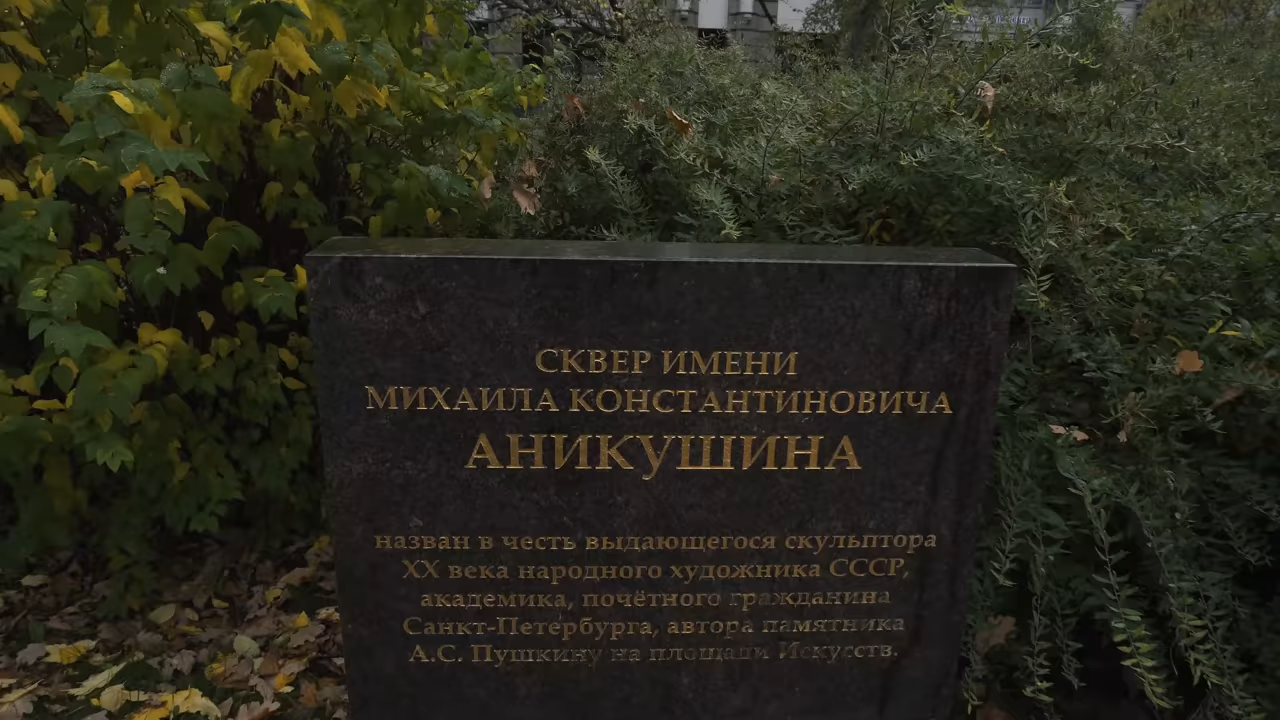 СКВЕР ИМЕНИ
МИХАИЛА КОНСТАНТИНОВИЧА
АНИКУШИНА
назван в честь выдающегося скульптора
XX века народного художника СССР,
академика, почётного гражданина
Санкт-Петербурга, автора памятника
А.С. Пушкину на площади Искусств.